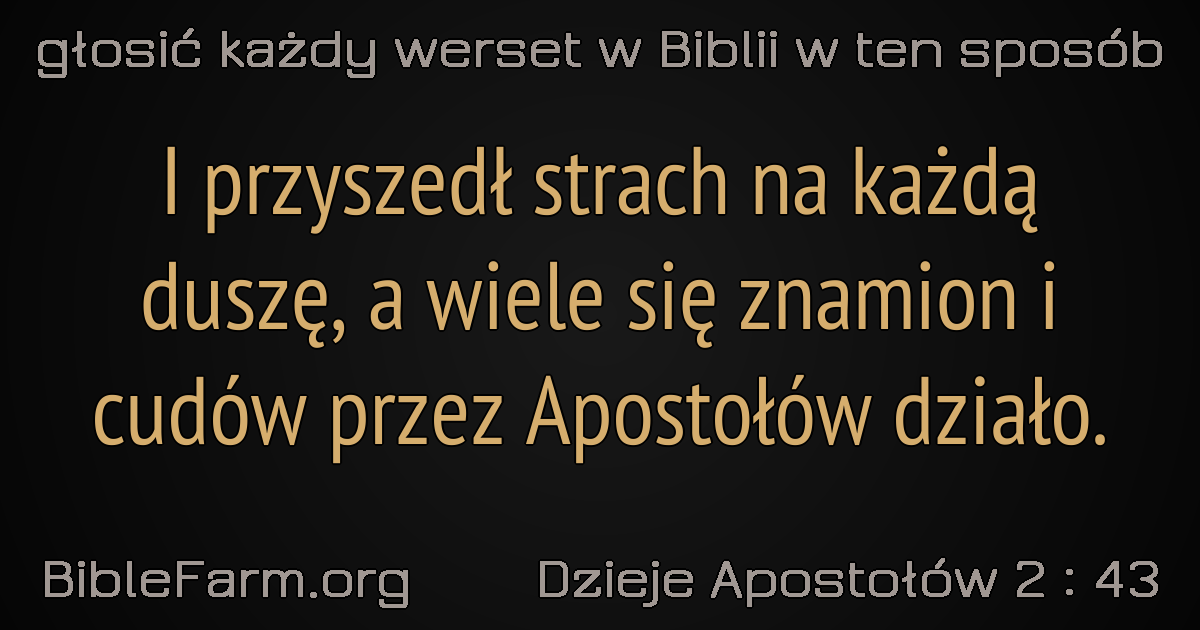 głosić każdy werset w Biblii w ten sposób
I przyszedł strach na każdą
duszę, a wiele się znamion i
cudów przez Apostołów działo.
BibleFarm.org
Dzieje Apostołów 2 : 43